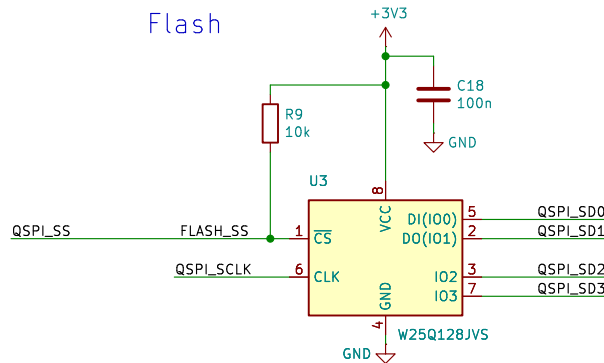 Flash
+3V3
C18
100n
GND
R9
10k
U3
8
VCC
QSPI_SS
FLASH_SS
1
CS
DI(IO0)
5
QSPI_SD0
DO(IO1)
2
QSPI_SD1
QSPI_SCLK
6
CLK
IO2
3
QSPI_SD2
IO3
7
QSPI_SD3
GND
4
W25Q128JVS
GND